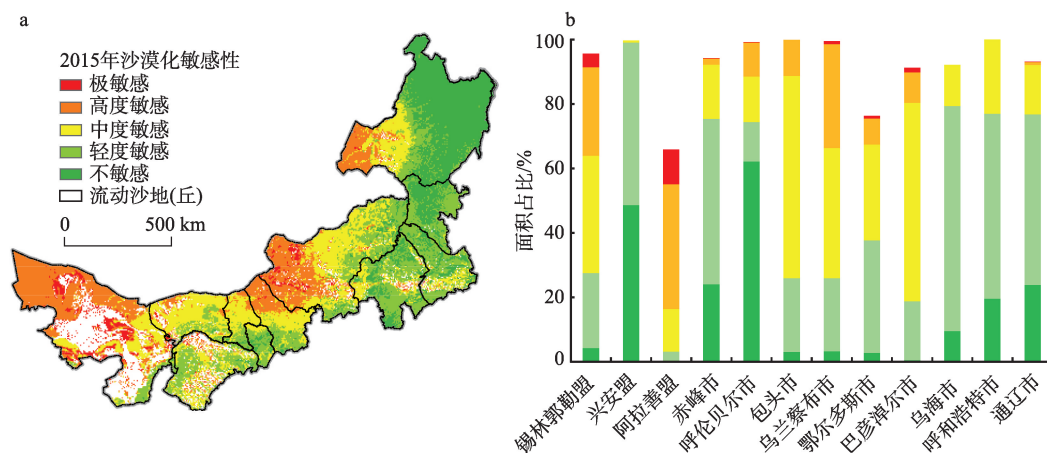 a
2015年沙漠化敏感性
极敏感
高度敏感
中度敏感
轻度敏感
不敏感
流动沙地(丘)
0 500 km
b
面积占比/%
100
80
60
40
20
0
锡林郭勒盟
兴安盟
阿拉善盟
赤峰市
呼伦贝尔市
包头市
乌兰察布市
鄂尔多斯市
巴彦淖尔市
乌海市
呼和浩特市
通辽市